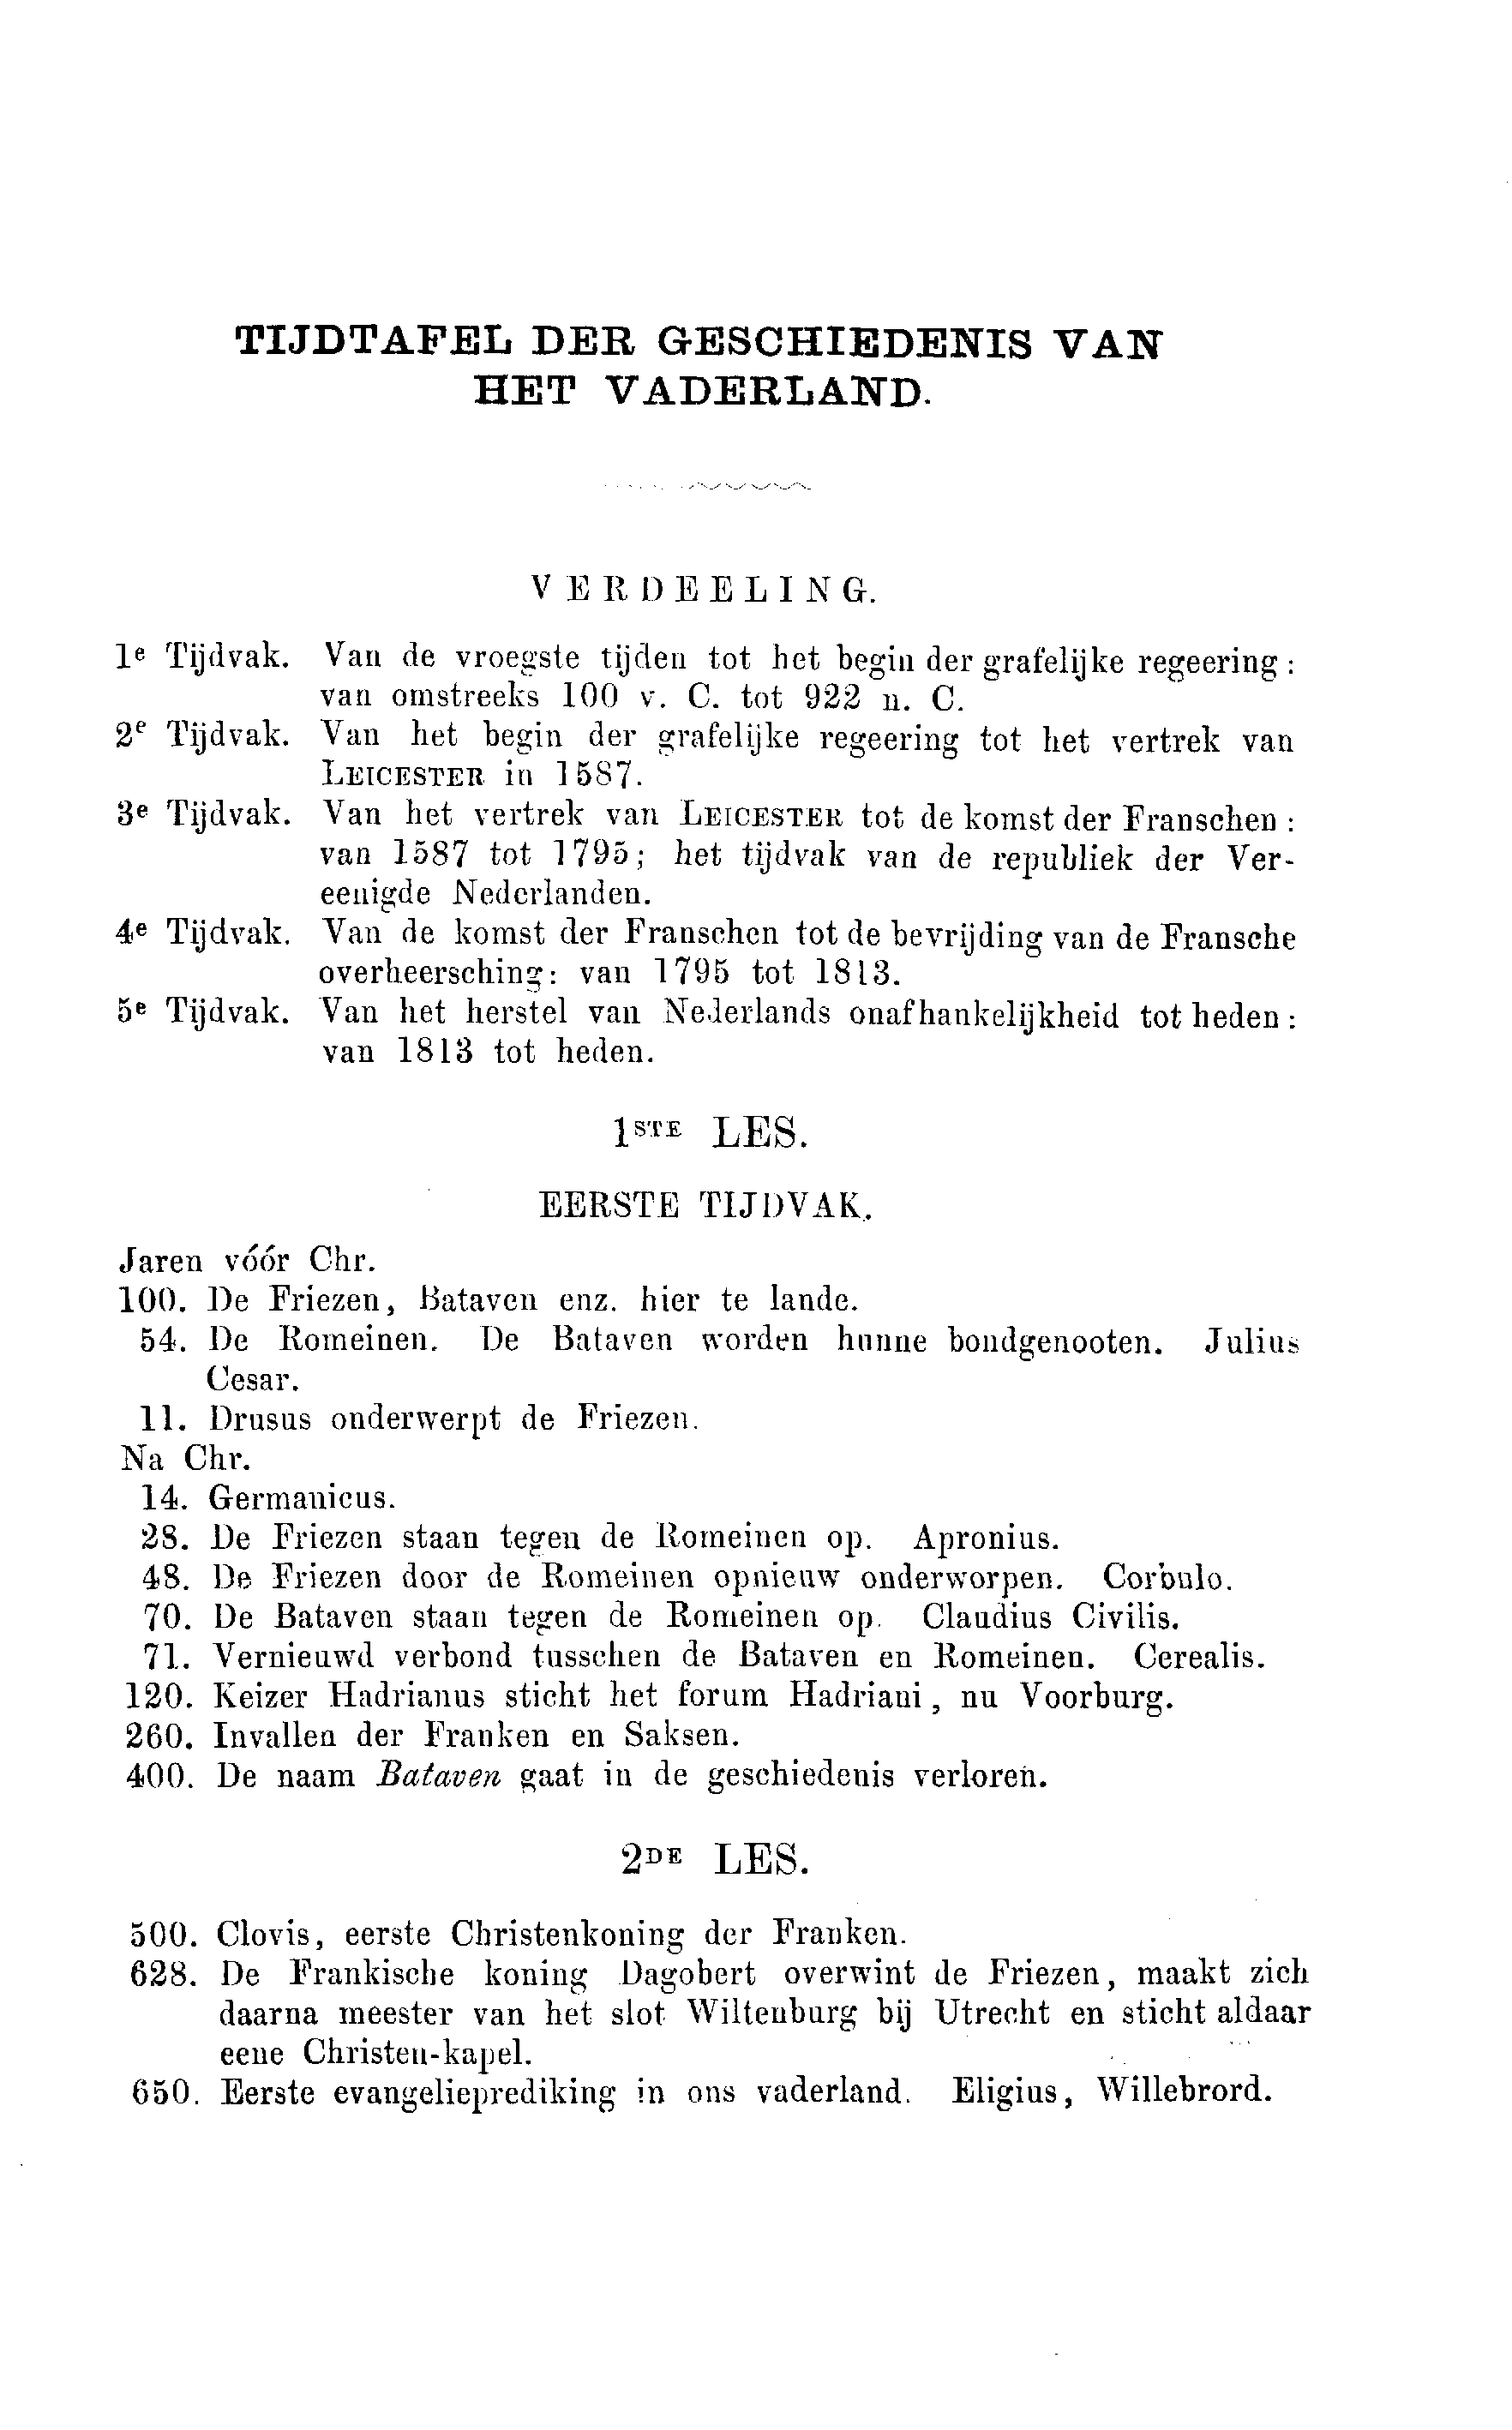 TIJDTAFEL DER GESCHIEDENIS VAN
HET VADERLAND.
VERDEELING.
1e Tijdvak. Van de vroegste tijden tot het begin der grafelijke regeering:
van omstreeks 100 v. C. tot 922 n. C.
2e Tijdvak. Van het begin der grafelijke regeering tot het vertrek van
LEICESTER in 1587.
3e Tijdvak. Van het vertrek van LEICESTER tot de komst der Franschen:
van 1587 tot 1795; het tijdvak van de republiek der Ver-
eenigde Nederlanden.
4e Tijdvak. Van de komst der Franschen tot de bevrijding van de Fransche
overheersching: van 1795 tot 1813.
5e Tijdvak. Van het herstel van Nederlands onafhankelijkheid tot heden:
van 1813 tot heden.
1STE LES.
EERSTE TIJDVAK.
Jaren vóór Chr.
100. De Friezen, Bataven enz. hier te lande.
54. De Romeinen. De Bataven worden hunne bondgenooten. Julius
Cesar.
11. Drusus onderwerpt de Friezen.
Na Chr.
14. Germanicus.
28. De Friezen staan tegen de Romeinen op. Apronius.
48. De Friezen door de Romeinen opnieuw onderworpen. Corbulo.
70. De Bataven staan tegen de Romeinen op. Claudius Civilis.
71. Vernieuwd verbond tusschen de Bataven en Romeinen. Cerealis.
120. Keizer Hadrianus sticht het forum Hadriani, nu Voorburg.
260. Invallen der Franken en Saksen.
400. De naam Bataven gaat in de geschiedenis verloren.
2DE LES.
500. Clovis, eerste Christenkoning der Franken.
628. De Frankische koning Dagobert overwint de Friezen, maakt zich
daarna meester van het slot Wiltenburg bij Utrecht en sticht aldaar
eene Christen-kapel.
650. Eerste evangelieprediking in ons vaderland. Eligius, Willebrord.